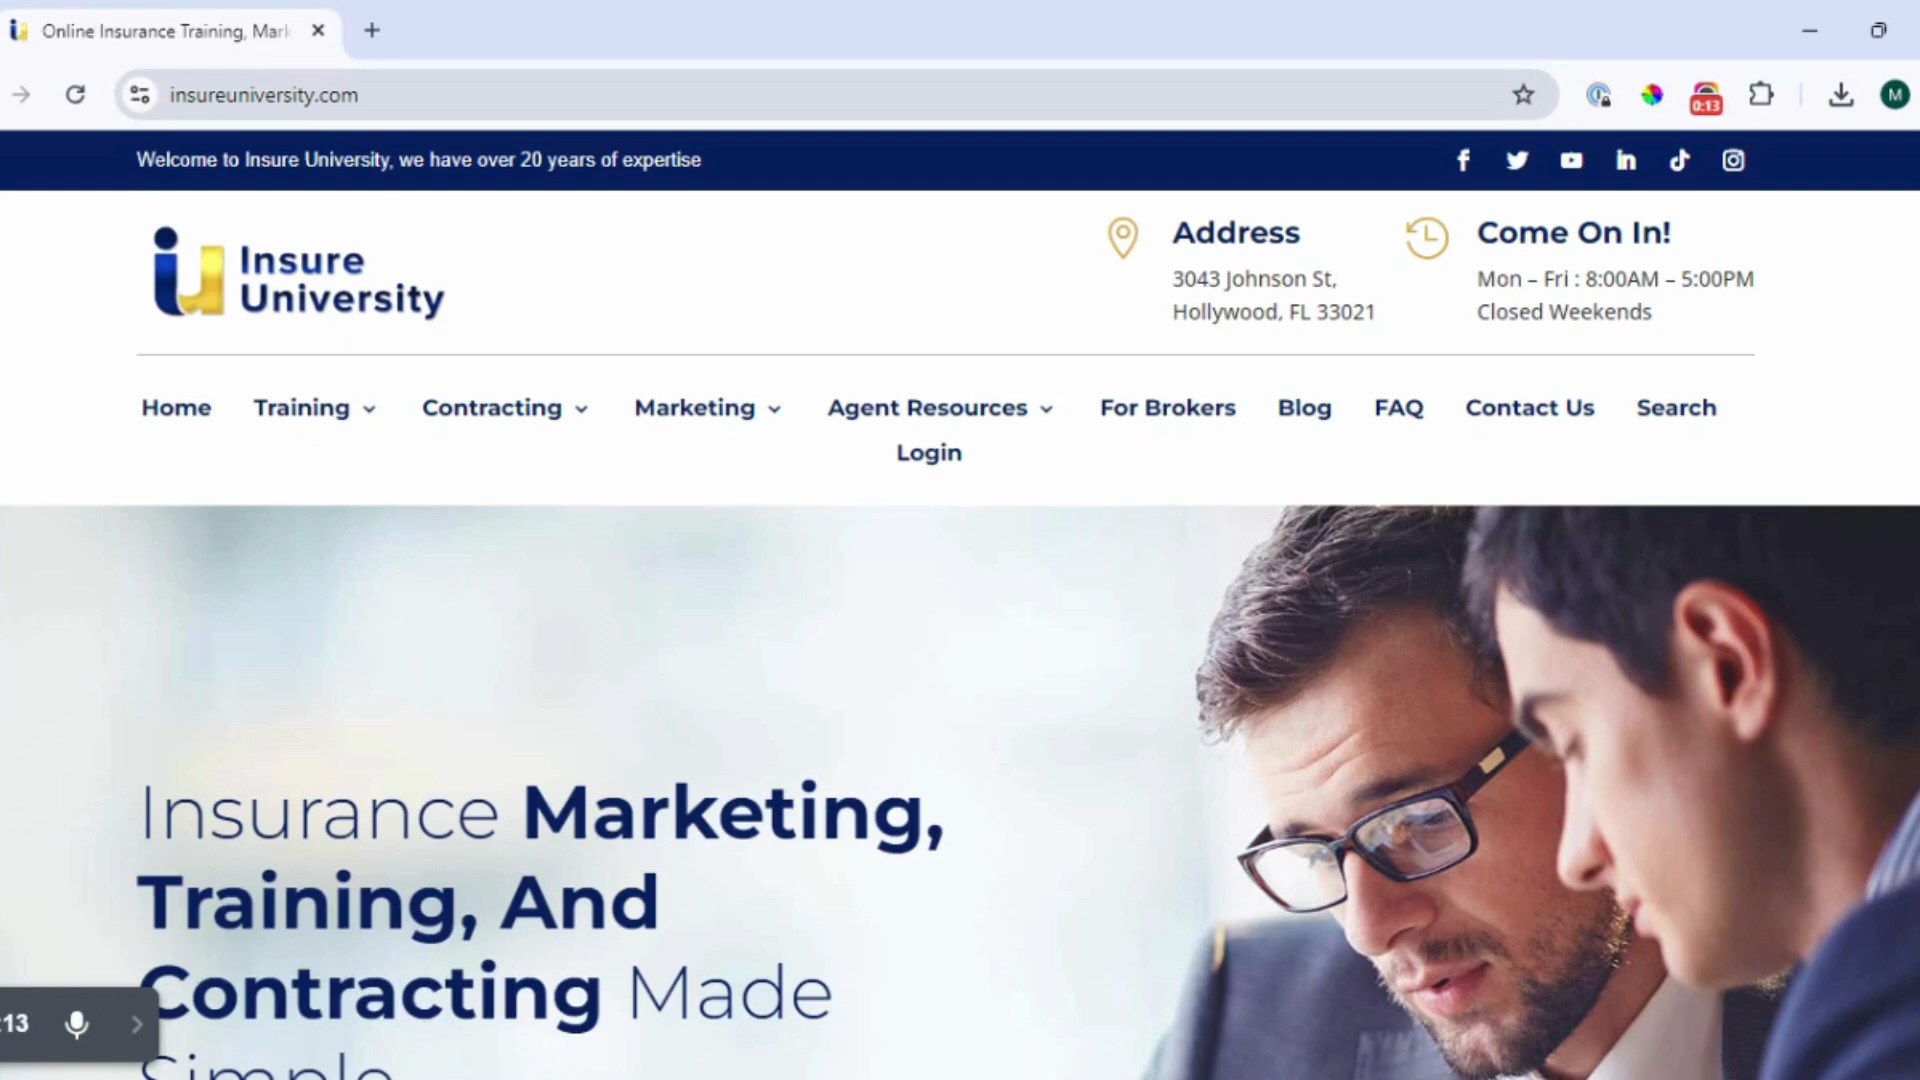 Online Insurance Training, Mark
insureuniversity.com
0:13
M
Welcome to Insure University, we have over 20 years of expertise
Insure
University
Address
3043 Johnson St,
Hollywood, FL 33021
Come On In!
Mon – Fri : 8:00AM – 5:00PM
Closed Weekends
Home Training Contracting Marketing Agent Resources For Brokers Blog FAQ Contact Us Search
Login
Insurance Marketing,
Training, And
Contracting Made
Simple
:13